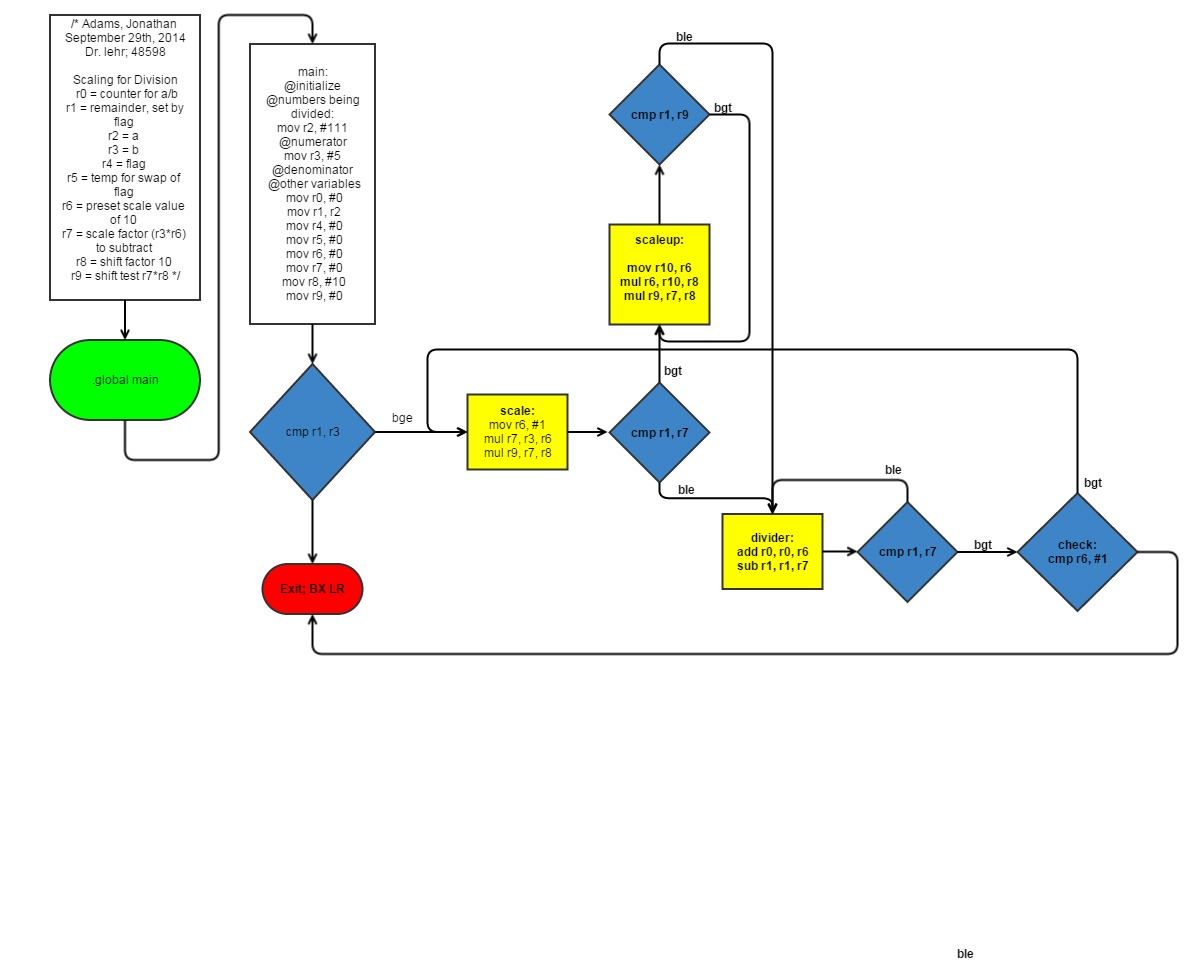 /* Adams, Jonathan
September 29th, 2014
Dr. lehr; 48598
Scaling for Division
r0 = counter for a/b
r1 = remainder, set by
flag
r2 = a
r3 = b
r4 = flag
r5 = temp for swap of
flag
r6 = preset scale value
of 10
r7 = scale factor (r3*r6)
to subtract
r8 = shift factor 10
r9 = shift test r7*r8 */
.global main
main:
@initialize
@numbers being
divided:
mov r2, #111
@numerator
mov r3, #5
@denominator
@other variables
mov r0, #0
mov r1, r2
mov r4, #0
mov r5, #0
mov r6, #0
mov r7, #0
mov r8, #10
mov r9, #0
cmp r1, r3
bge
Exit; BX LR
scale:
mov r6, #1
mul r7, r3, r6
mul r9, r7, r8
cmp r1, r7
bgt
ble
scaleup:
mov r10, r6
mul r6, r10, r8
mul r9, r7, r8
cmp r1, r9
ble
bgt
divider:
add r0, r0, r6
sub r1, r1, r7
cmp r1, r7
ble
bgt
check:
cmp r6, #1
bgt
ble